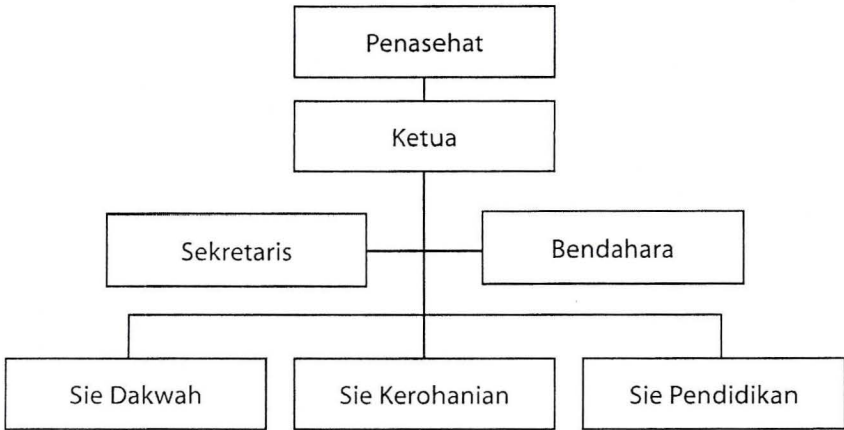 Penasehat
Ketua
Sekretaris
Bendahara
Sie Dakwah
Sie Kerohanian
Sie Pendidikan